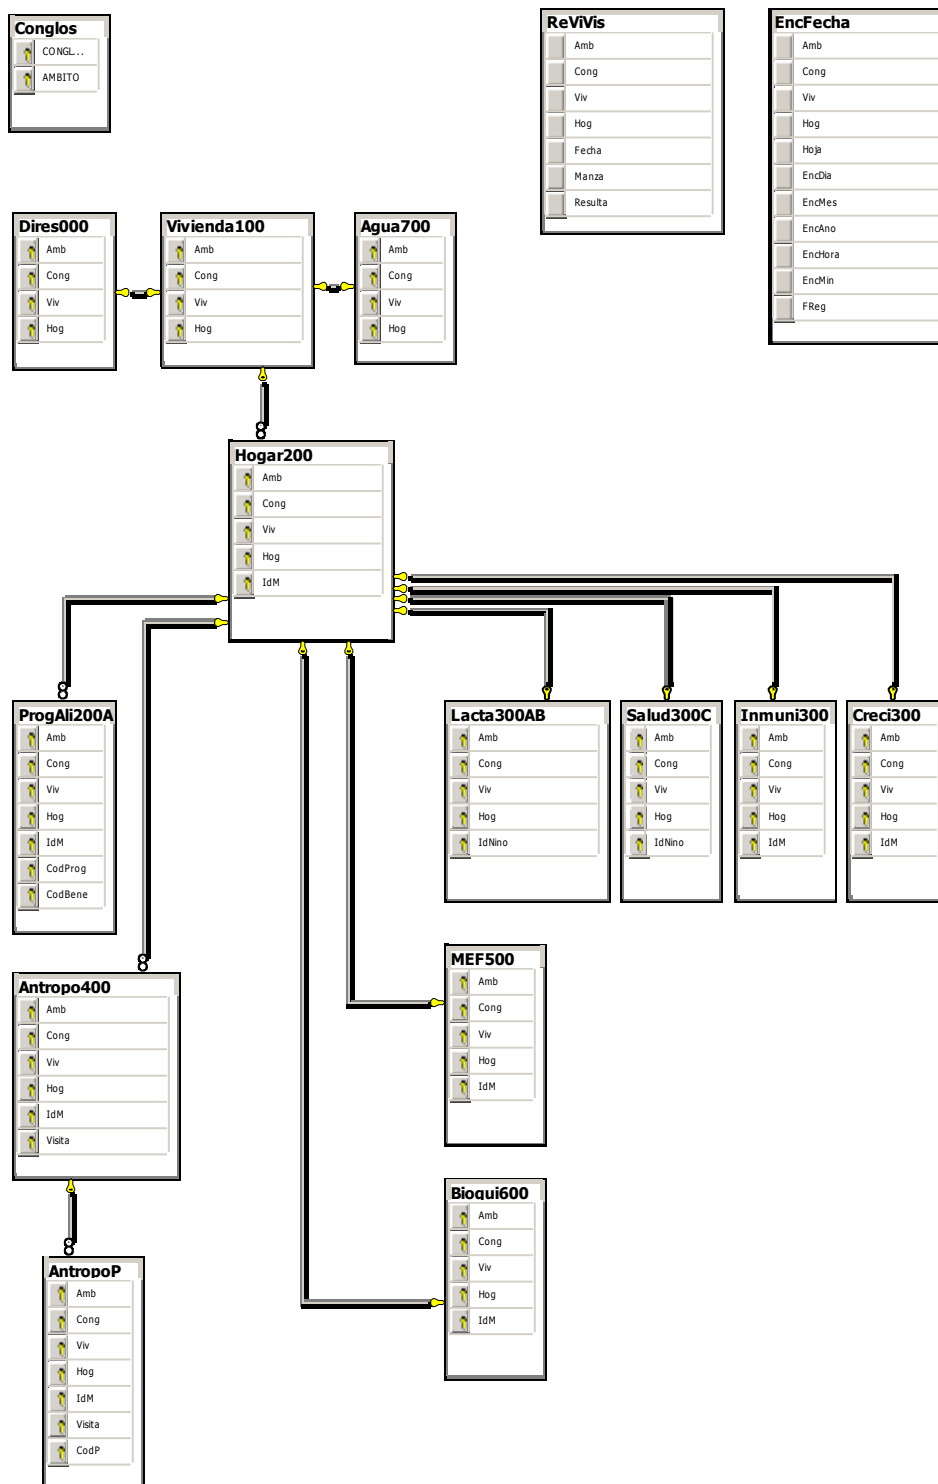 Conglos
CONGL...
AMBITO
ReViVis
Amb
Cong
Viv
Hog
Fecha
Manza
Resulta
EncFecha
Amb
Cong
Viv
Hog
Hoja
EncDia
EncMes
EncAno
EncHora
EncMin
FReg
Dires000
Amb
Cong
Viv
Hog
Vivienda100
Amb
Cong
Viv
Hog
Agua700
Amb
Cong
Viv
Hog
Hogar200
Amb
Cong
Viv
Hog
IdM
ProgAli200A
Amb
Cong
Viv
Hog
IdM
CodProg
CodBene
Lacta300AB
Amb
Cong
Viv
Hog
IdNino
Salud300C
Amb
Cong
Viv
Hog
IdNino
Inmuni300
Amb
Cong
Viv
Hog
IdM
Creci300
Amb
Cong
Viv
Hog
IdM
MEF500
Amb
Cong
Viv
Hog
IdM
Antropo400
Amb
Cong
Viv
Hog
IdM
Visita
Bioqui600
Amb
Cong
Viv
Hog
IdM
AntropoP
Amb
Cong
Viv
Hog
IdM
Visita
CodP